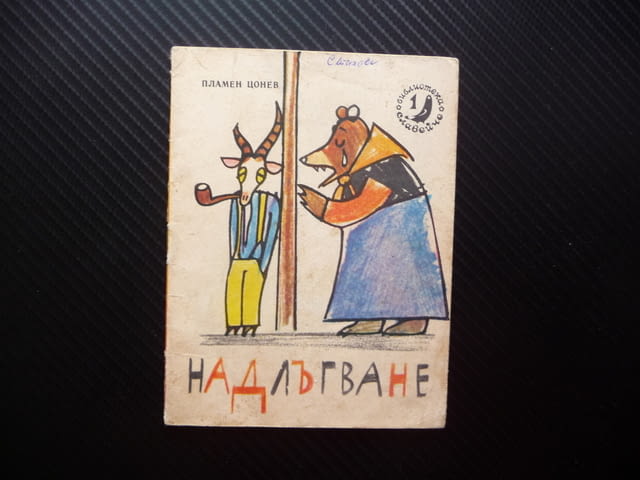 ПЛАМЕН ЦОНЕВ
библиотека
1
славейче
НАДЛЪГВАНЕ